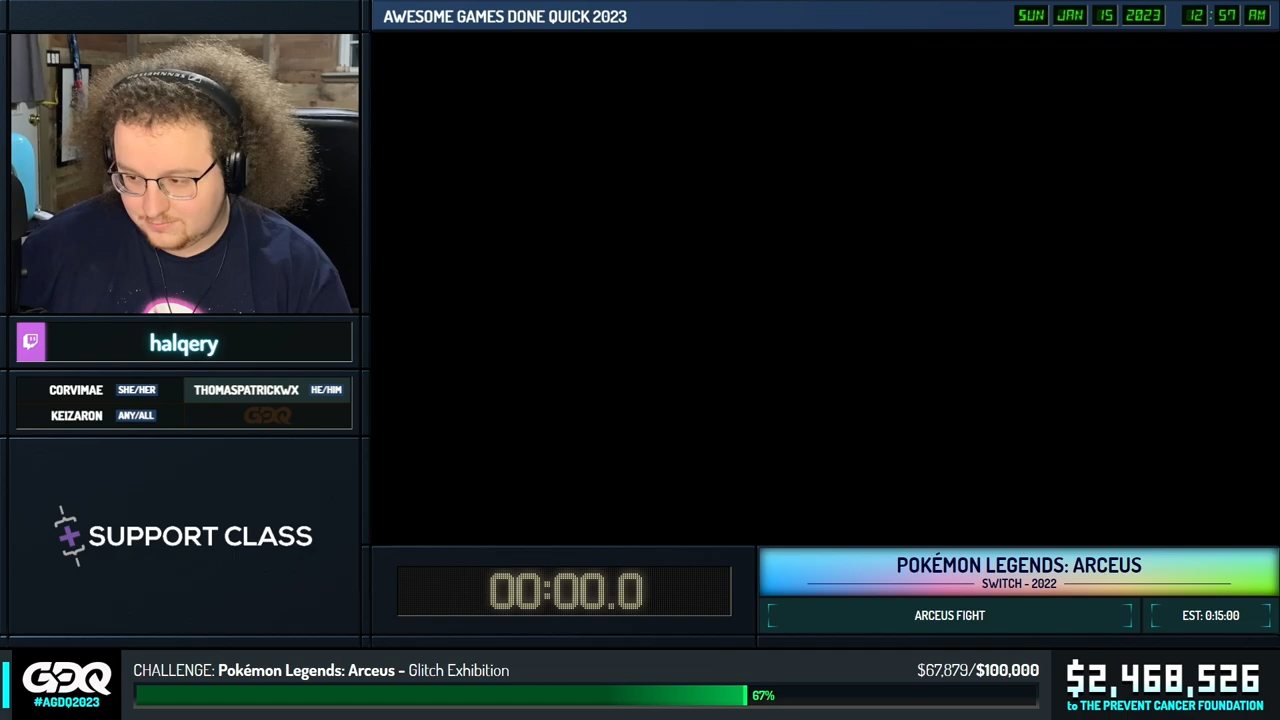 AWESOME GAMES DONE QUICK 2023
SUN JAN 15 2023 12:57 AM
SENNHEISER
halqery
CORVIMAE SHE/HER THOMASPATRICKWX HE/HIM
KEIZARON ANY/ALL GDQ
SUPPORT CLASS
00:00.0
POKÉMON LEGENDS: ARCEUS
SWITCH - 2022
ARCEUS FIGHT EST: 0:15:00
GDQ
#AGDQ2023
CHALLENGE: Pokémon Legends: Arceus - Glitch Exhibition $67,879/$100,000
67%
$2,468,526
to THE PREVENT CANCER FOUNDATION